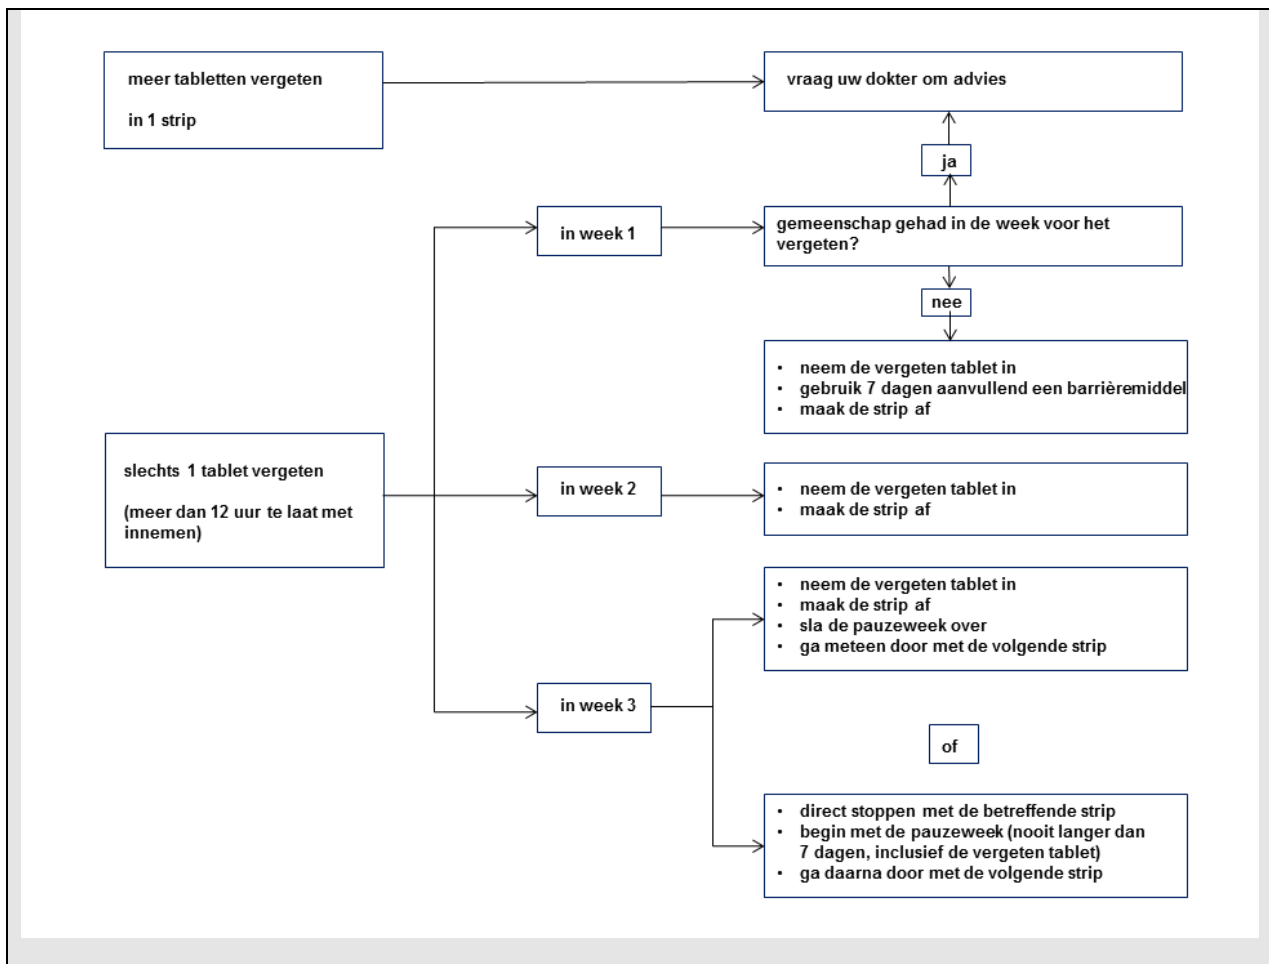 meer tabletten vergeten
in 1 strip
vraag uw dokter om advies
ja
in week 1
gemeenschap gehad in de week voor het
vergeten?
nee
• neem de vergeten tablet in
• gebruik 7 dagen aanvullend een barrièremiddel
• maak de strip af
slechts 1 tablet vergeten
(meer dan 12 uur te laat met
innemen)
in week 2
• neem de vergeten tablet in
• maak de strip af
• neem de vergeten tablet in
• maak de strip af
• sla de pauzeweek over
• ga meteen door met de volgende strip
in week 3
of
• direct stoppen met de betreffende strip
• begin met de pauzeweek (nooit langer dan
7 dagen, inclusief de vergeten tablet)
• ga daarna door met de volgende strip